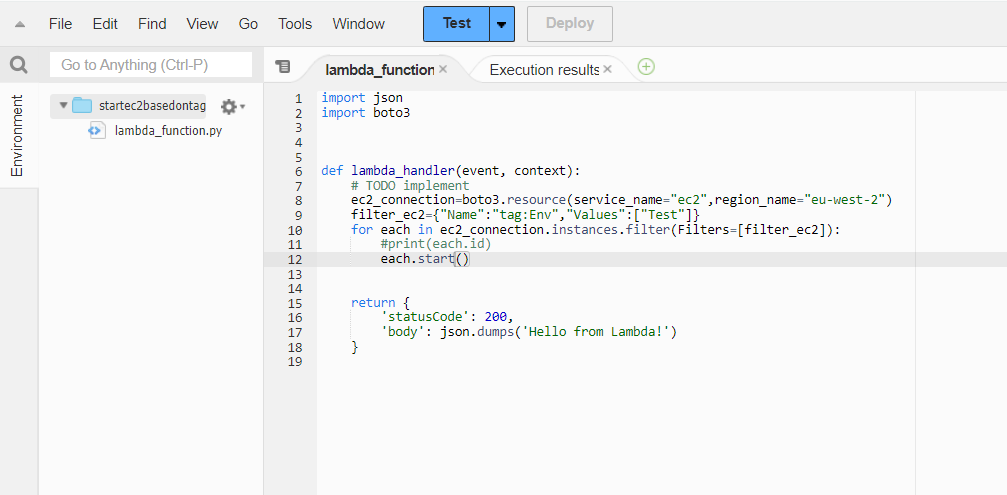 File Edit Find View Go Tools Window Test Deploy
Go to Anything (Ctrl-P)
lambda_function Execution results
Environment
startec2basedontag
lambda_function.py
1 import json
2 import boto3
3
4
5
6 def lambda_handler(event, context):
7 # TODO implement
8 ec2_connection=boto3.resource(service_name="ec2",region_name="eu-west-2")
9 filter_ec2={"Name":"tag:Env","Values":["Test"]}
10 for each in ec2_connection.instances.filter(Filters=[filter_ec2]):
11 #print(each.id)
12 each.start()
13
14
15 return {
16 'statusCode': 200,
17 'body': json.dumps('Hello from Lambda!')
18 }
19